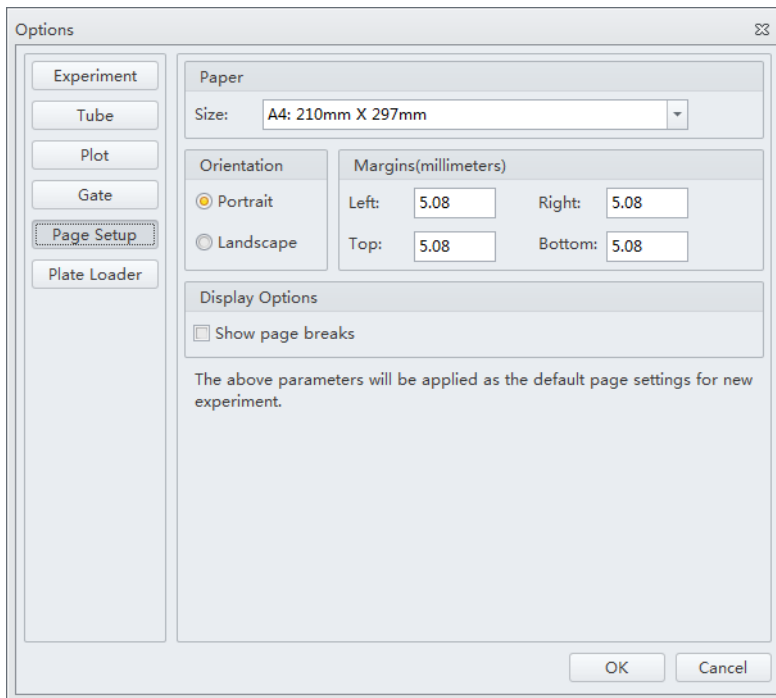 Options
Experiment
Tube
Plot
Gate
Page Setup
Plate Loader
Paper
Size: A4: 210mm X 297mm
Orientation
Portrait
Landscape
Margins(millimeters)
Left: 5.08 Right: 5.08
Top: 5.08 Bottom: 5.08
Display Options
Show page breaks
The above parameters will be applied as the default page settings for new
experiment.
OK Cancel